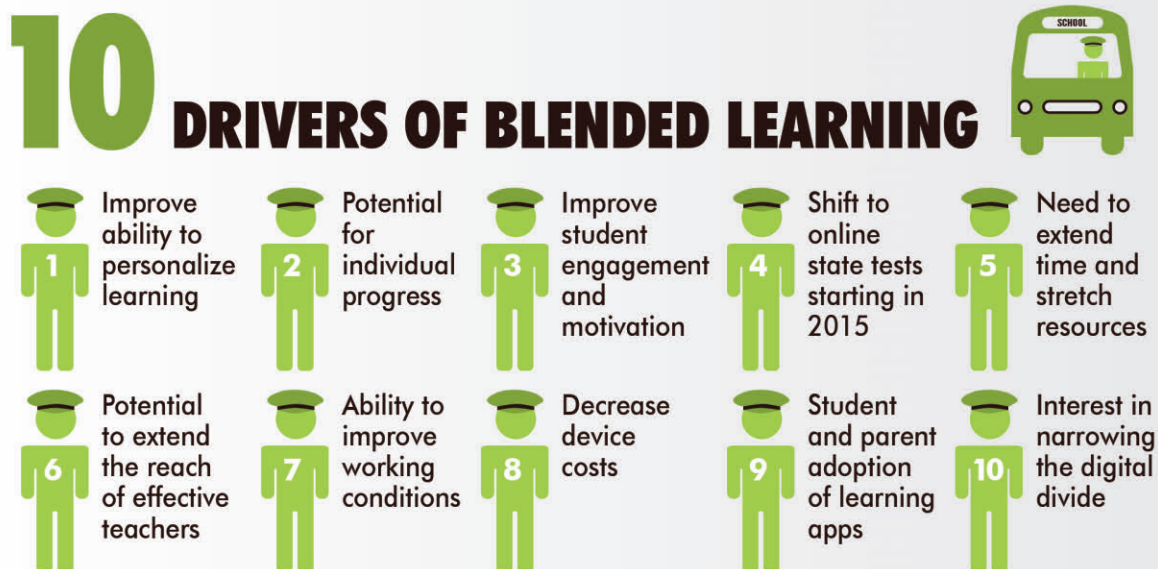 10
DRIVERS OF BLENDED LEARNING
SCHOOL
1
Improve
ability to
personalize
learning
2
Potential
for
individual
progress
3
Improve
student
engagement
and
motivation
4
Shift to
online
state tests
starting in
2015
5
Need to
extend
time and
stretch
resources
6
Potential
to extend
the reach
of effective
teachers
7
Ability to
improve
working
conditions
8
Decrease
device
costs
9
Student
and parent
adoption
of learning
apps
10
Interest in
narrowing
the digital
divide